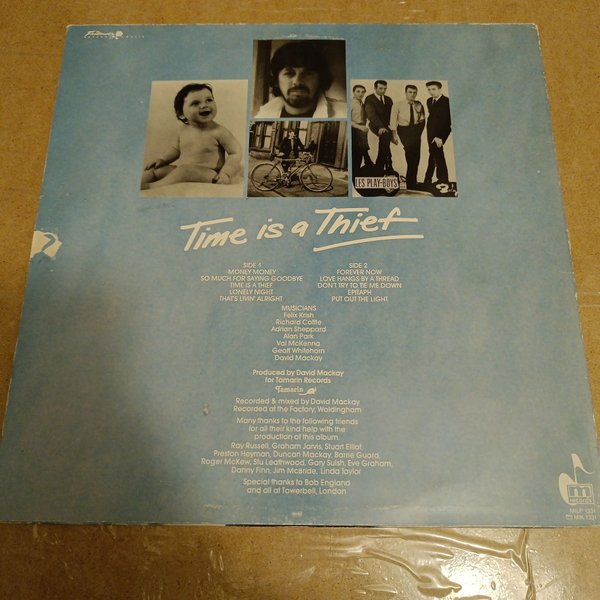 LES PLAY-BOYS
Time is a Thief
SIDE 1
MONEY MONEY
SO MUCH FOR SAYING GOODBYE
TIME IS A THIEF
LONELY NIGHT
THAT'S LIVIN' ALRIGHT
SIDE 2
FOREVER NOW
LOVE HANGS BY A THREAD
DON'T TRY TO TIE ME DOWN
EPITAPH
PUT OUT THE LIGHT
MUSICIANS
Felix Krish
Richard Cottle
Adrian Sheppard
Alan Park
Val McKenna
Geoff Whitehorn
David Mackay
Produced by David Mackay
for Tamarin Records
Tamarin
Recorded & mixed by David Mackay
Recorded at the Factory, Woldingham
Many thanks to the following friends
for all their kind help with the
production of this album.
Ray Russell, Graham Jarvis, Stuart Elliot,
Preston Heyman, Duncan Mackay, Barrie Guard,
Roger McKew, Stu Leathwood, Gary Sulsh, Eve Graham,
Danny Finn, Jim McBride, Linda Taylor
Special thanks to Bob England
and all at Towerbell, London
m
records
MILP 1331
MIK 1331